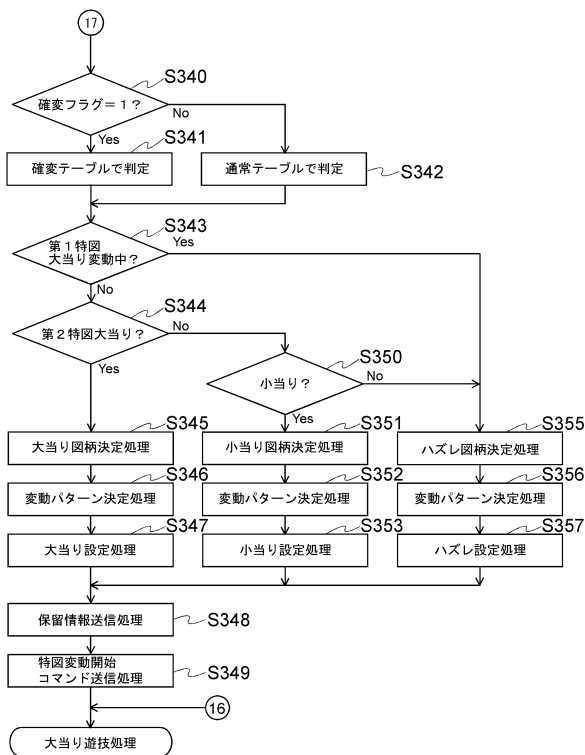 17
S340
確変フラグ＝１？
No
Yes
S341
確変テーブルで判定
通常テーブルで判定
S342
S343
第１特図
大当り変動中？
Yes
No
S344
第２特図大当り？
No
Yes
S350
小当り？
No
Yes
S345
大当り図柄決定処理
S351
小当り図柄決定処理
S355
ハズレ図柄決定処理
S346
変動パターン決定処理
S352
変動パターン決定処理
S356
変動パターン決定処理
S347
大当り設定処理
S353
小当り設定処理
S357
ハズレ設定処理
保留情報送信処理
S348
特図変動開始
コマンド送信処理
S349
16
大当り遊技処理